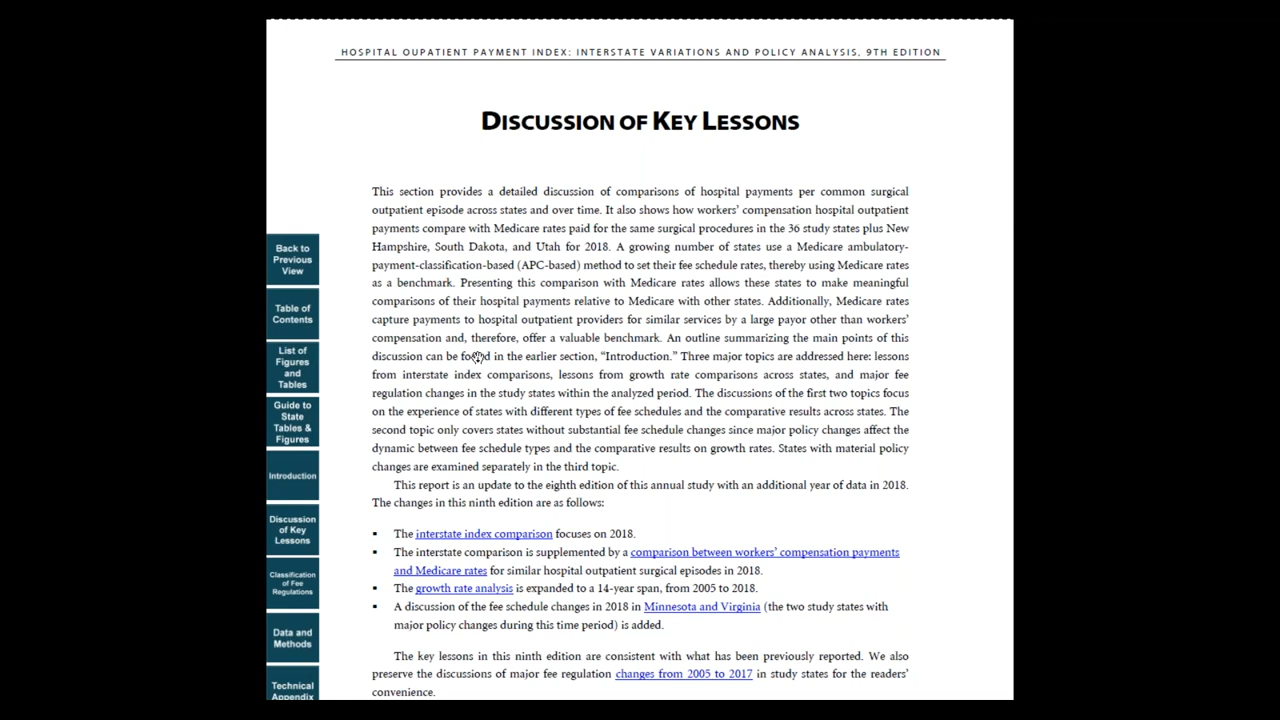 HOSPITAL OUPATIENT PAYMENT INDEX: INTERSTATE VARIATIONS AND POLICY ANALYSIS, 9TH EDITION
DISCUSSION OF KEY LESSONS
This section provides a detailed discussion of comparisons of hospital payments per common surgical
outpatient episode across states and over time. It also shows how workers’ compensation hospital outpatient
payments compare with Medicare rates paid for the same surgical procedures in the 36 study states plus New
Hampshire, South Dakota, and Utah for 2018. A growing number of states use a Medicare ambulatory-
payment-classification-based (APC-based) method to set their fee schedule rates, thereby using Medicare rates
as a benchmark. Presenting this comparison with Medicare rates allows these states to make meaningful
comparisons of their hospital payments relative to Medicare with other states. Additionally, Medicare rates
capture payments to hospital outpatient providers for similar services by a large payor other than workers’
compensation and, therefore, offer a valuable benchmark. An outline summarizing the main points of this
discussion can be found in the earlier section, “Introduction.” Three major topics are addressed here: lessons
from interstate index comparisons, lessons from growth rate comparisons across states, and major fee
regulation changes in the study states within the analyzed period. The discussions of the first two topics focus
on the experience of states with different types of fee schedules and the comparative results across states. The
second topic only covers states without substantial fee schedule changes since major policy changes affect the
dynamic between fee schedule types and the comparative results on growth rates. States with material policy
changes are examined separately in the third topic.
This report is an update to the eighth edition of this annual study with an additional year of data in 2018.
The changes in this ninth edition are as follows:
▪ The interstate index comparison focuses on 2018.
▪ The interstate comparison is supplemented by a comparison between workers’ compensation payments
and Medicare rates for similar hospital outpatient surgical episodes in 2018.
▪ The growth rate analysis is expanded to a 14-year span, from 2005 to 2018.
▪ A discussion of the fee schedule changes in 2018 in Minnesota and Virginia (the two study states with
major policy changes during this time period) is added.
The key lessons in this ninth edition are consistent with what has been previously reported. We also
preserve the discussions of major fee regulation changes from 2005 to 2017 in study states for the readers’
convenience.
Back to
Previous
View
Table of
Contents
List of
Figures
and
Tables
Guide to
State
Tables &
Figures
Introduction
Discussion
of Key
Lessons
Classification
of Fee
Regulations
Data and
Methods
Technical
Appendix